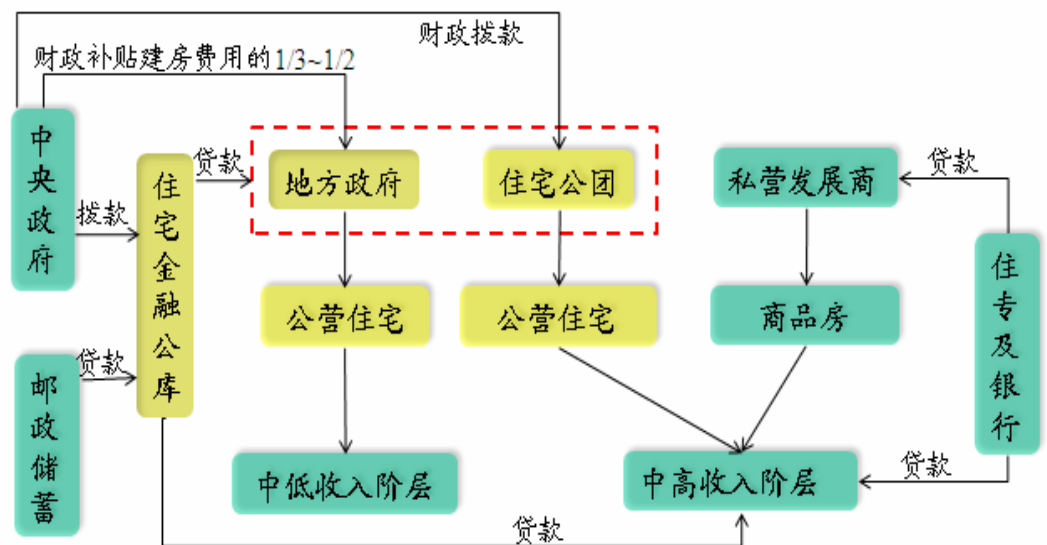 财政拨款
财政补贴建房费用的1/3~1/2
中央政府
贷款
地方政府
住宅公团
私营发展商
贷款
拨款
住宅金融公库
住专及银行
公营住宅
公营住宅
商品房
贷款
邮政储蓄
中低收入阶层
中高收入阶层
贷款
贷款